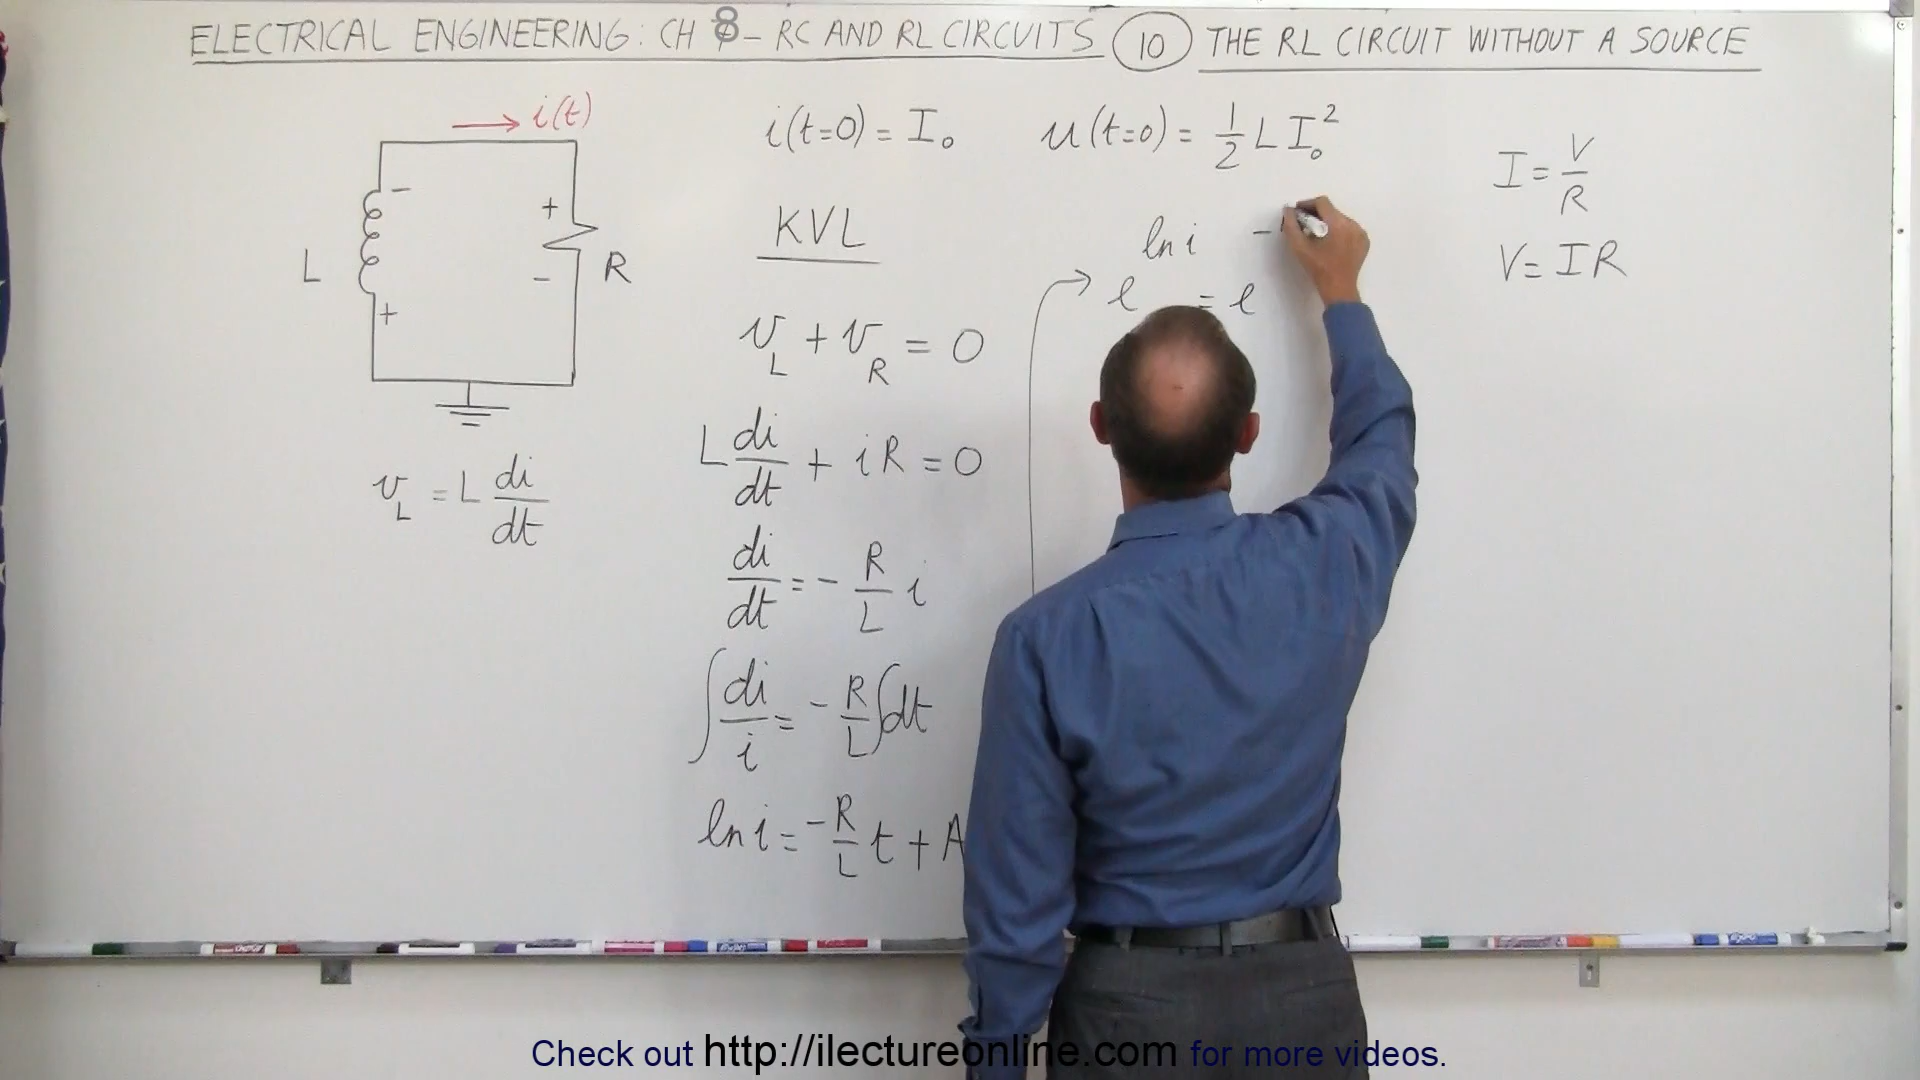 ELECTRICAL ENGINEERING: CH 8 – RC AND RL CIRCUITS 10 THE RL CIRCUIT WITHOUT A SOURCE
i(t)
L
−
+
+
−
R
v_L = L di/dt
i(t=0) = I₀
KVL
v_L + v_R = 0
L di/dt + iR = 0
di/dt = − R/L i
∫ di/i = − R/L ∫dt
ln i = −R/L t + A
u(t=0) = 1/2 L I₀²
e^(ln i) = e^−
I = V/R
V = IR
Check out http://ilectureonline.com for more videos.